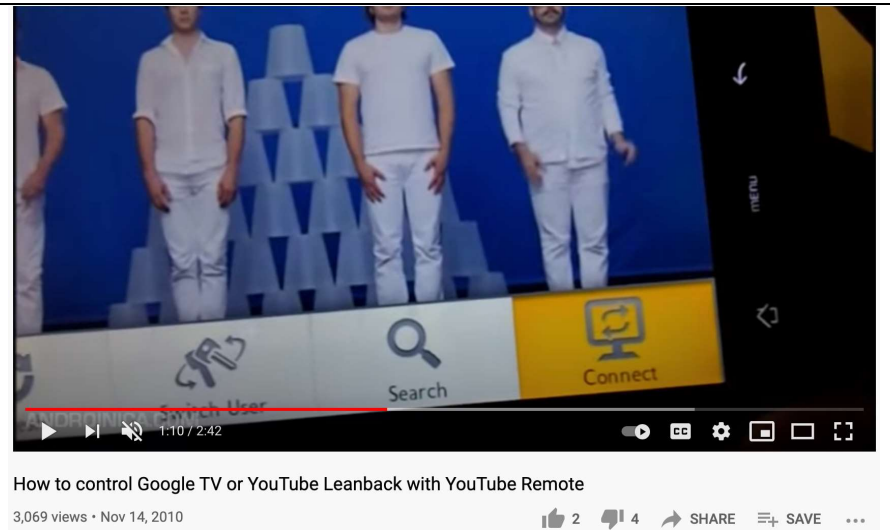 menu
Switch User
Search
Connect
ANDROINICA.C
1:10 / 2:42
CC
How to control Google TV or YouTube Leanback with YouTube Remote
3,069 views • Nov 14, 2010
2
4
SHARE
SAVE